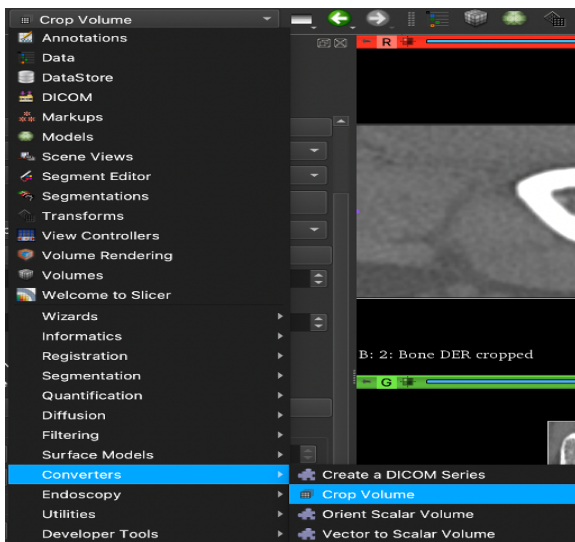 Crop Volume
Annotations
Data
DataStore
DICOM
Markups
Models
Scene Views
Segment Editor
Segmentations
Transforms
View Controllers
Volume Rendering
Volumes
Welcome to Slicer
Wizards
Informatics
Registration
Segmentation
Quantification
Diffusion
Filtering
Surface Models
Converters
Endoscopy
Utilities
Developer Tools
Create a DICOM Series
Crop Volume
Orient Scalar Volume
Vector to Scalar Volume
R
B: 2: Bone DER cropped
G